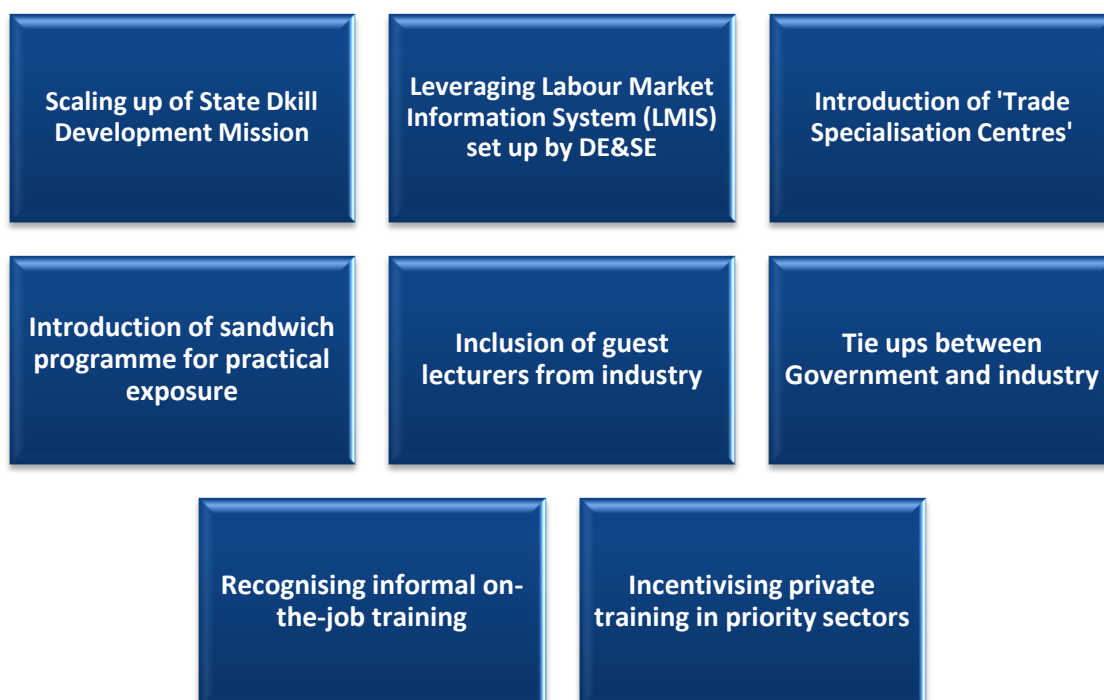 Scaling up of State Dkill
Development Mission
Leveraging Labour Market
Information System (LMIS)
set up by DE&SE
Introduction of 'Trade
Specialisation Centres'
Introduction of sandwich
programme for practical
exposure
Inclusion of guest
lecturers from industry
Tie ups between
Government and industry
Recognising informal on-
the-job training
Incentivising private
training in priority sectors